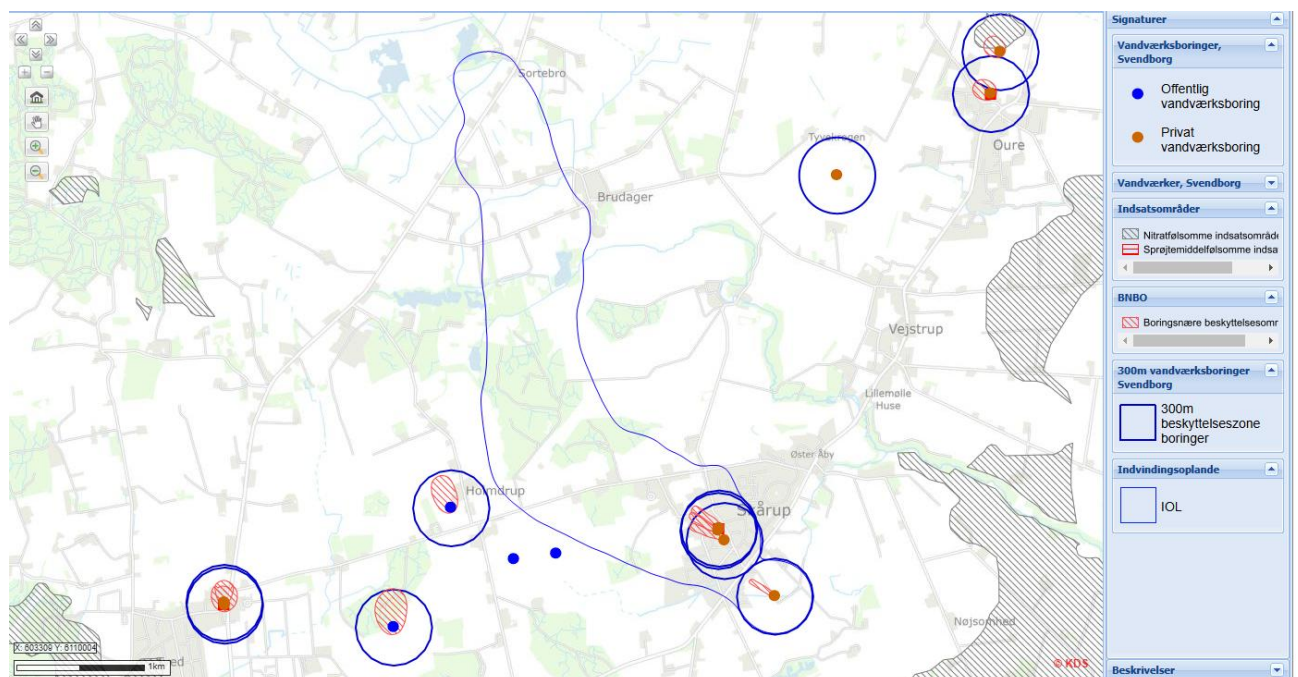 Sortebro
Tyvekrogen
Oure
Brudager
Vejstrup
Lillemølle
Huse
Øster Åby
Holmdrup
Skårup
Nøjsomhed
X: 603309 Y: 6110004
1km
© KDS
Signaturer
Vandværksboringer,
Svendborg
Offentlig
vandværksboring
Privat
vandværksboring
Vandværker, Svendborg
Indsatsområder
Nitratfølsomme indsatsområde
Sprøjtemiddelfølsomme indsa
BNBO
Boringsnære beskyttelsesomr
300m vandværksboringer
Svendborg
300m
beskyttelseszone
boringer
Indvindingsoplande
IOL
Beskrivelser